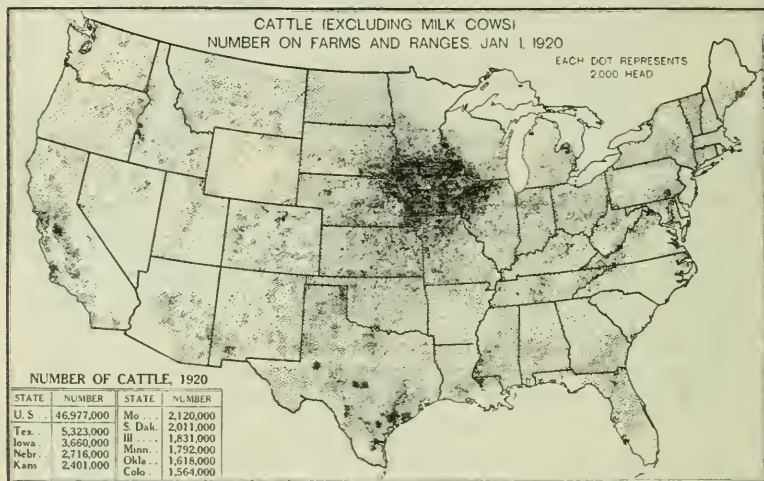 CATTLE (EXCLUDING MILK COWS)
NUMBER ON FARMS AND RANGES, JAN 1, 1920
EACH DOT REPRESENTS
2,000 HEAD
NUMBER OF CATTLE, 1920
STATE NUMBER STATE NUMBER
U. S... 46,977,000 Mo.... 2,120,000
Tex.. 5,323,000 S. Dak. 2,011,000
Iowa.. 3,660,000 Ill .... 1,831,000
Nebr.. 2,716,000 Minn.. 1,792,000
Kans 2,401,000 Okla.. 1,618,000
Colo. 1,564,000